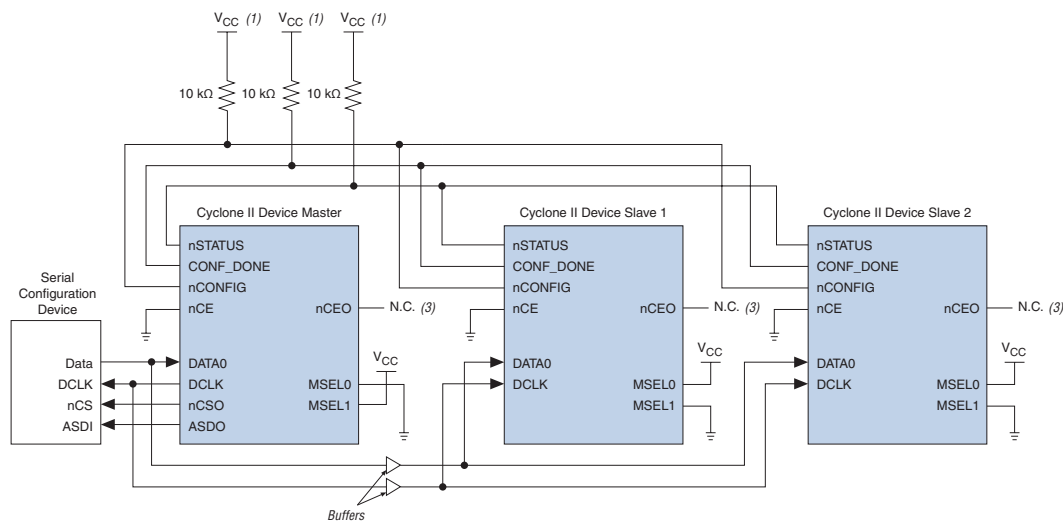 VCC (1) VCC (1) VCC (1)
10 kΩ 10 kΩ 10 kΩ
Cyclone II Device Master
nSTATUS
CONF_DONE
nCONFIG
nCE
nCEO
N.C. (3)
DATA0
DCLK
nCSO
ASDO
MSEL0
MSEL1
VCC
Cyclone II Device Slave 1
nSTATUS
CONF_DONE
nCONFIG
nCE
nCEO
N.C. (3)
DATA0
DCLK
MSEL0
MSEL1
VCC
Cyclone II Device Slave 2
nSTATUS
CONF_DONE
nCONFIG
nCE
nCEO
N.C. (3)
DATA0
DCLK
MSEL0
MSEL1
VCC
Serial
Configuration
Device
Data
DCLK
nCS
ASDI
Buffers